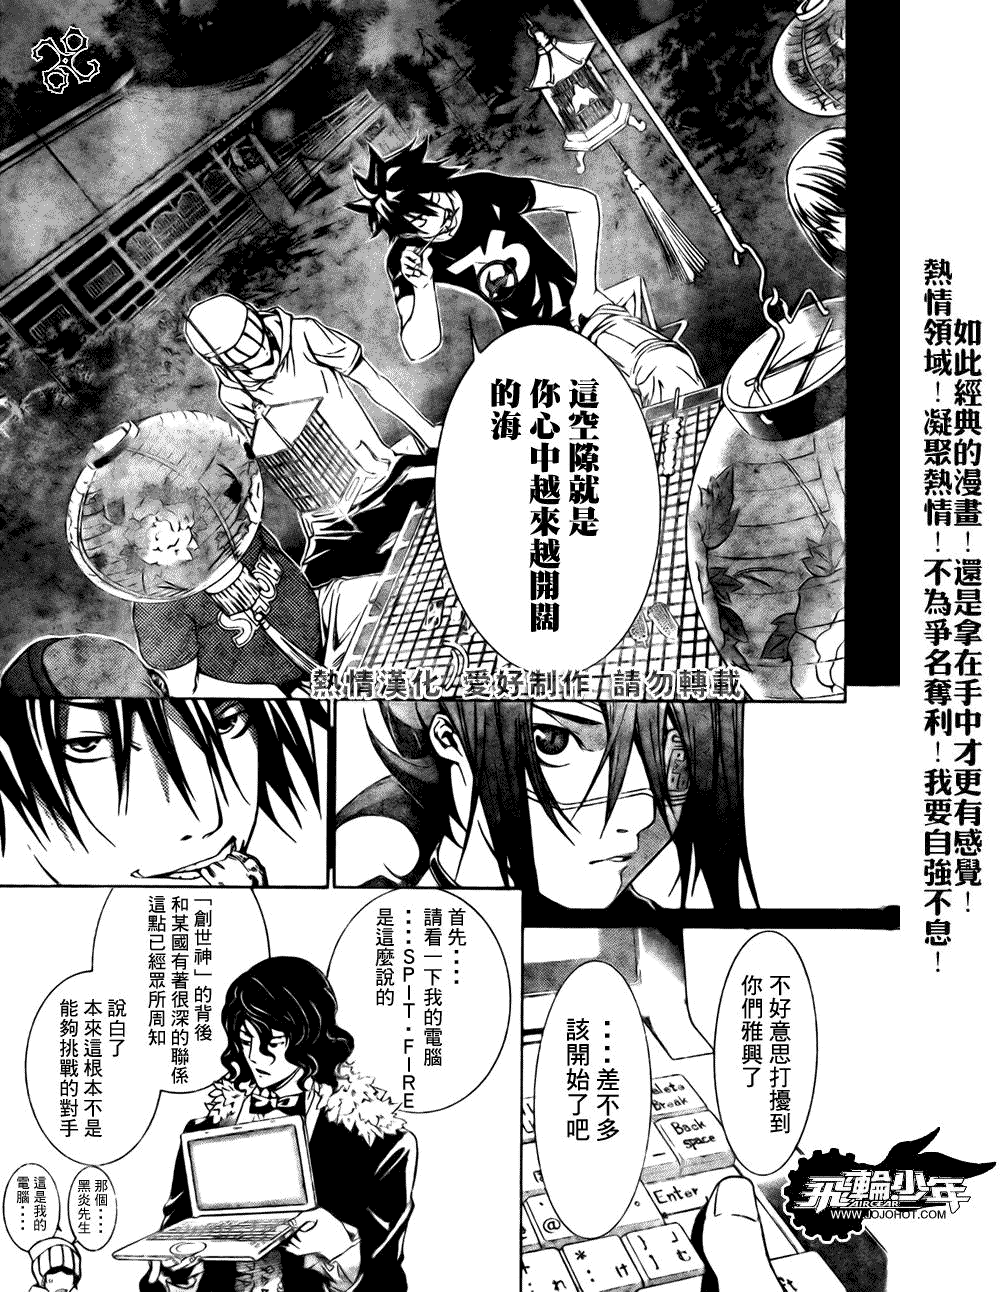 這空隙就是
你心中越來越開闊
的海
如此經典的漫畫！還是拿在手中才更有感覺！
熱情領域！凝聚熱情！不為爭名奪利！我要自強不息！
SNOW
熱情漢化 愛好制作 請勿轉載
不好意思打擾到
你們雅興了
....差不多
該開始了吧
Delete
Break
Back
space
Enter
首先....
請看一下我的電腦
....SPIT.FIRE
是這麼說的
「創世神」的背後
和某國有著很深的聯係
這點已經眾所周知
說白了
本來這根本不是
能夠挑戰的對手
那個....
黑炎先生
這是我的
電腦....
飛輪少年
AIRGEAR
WWW.JOJOHOT.COM